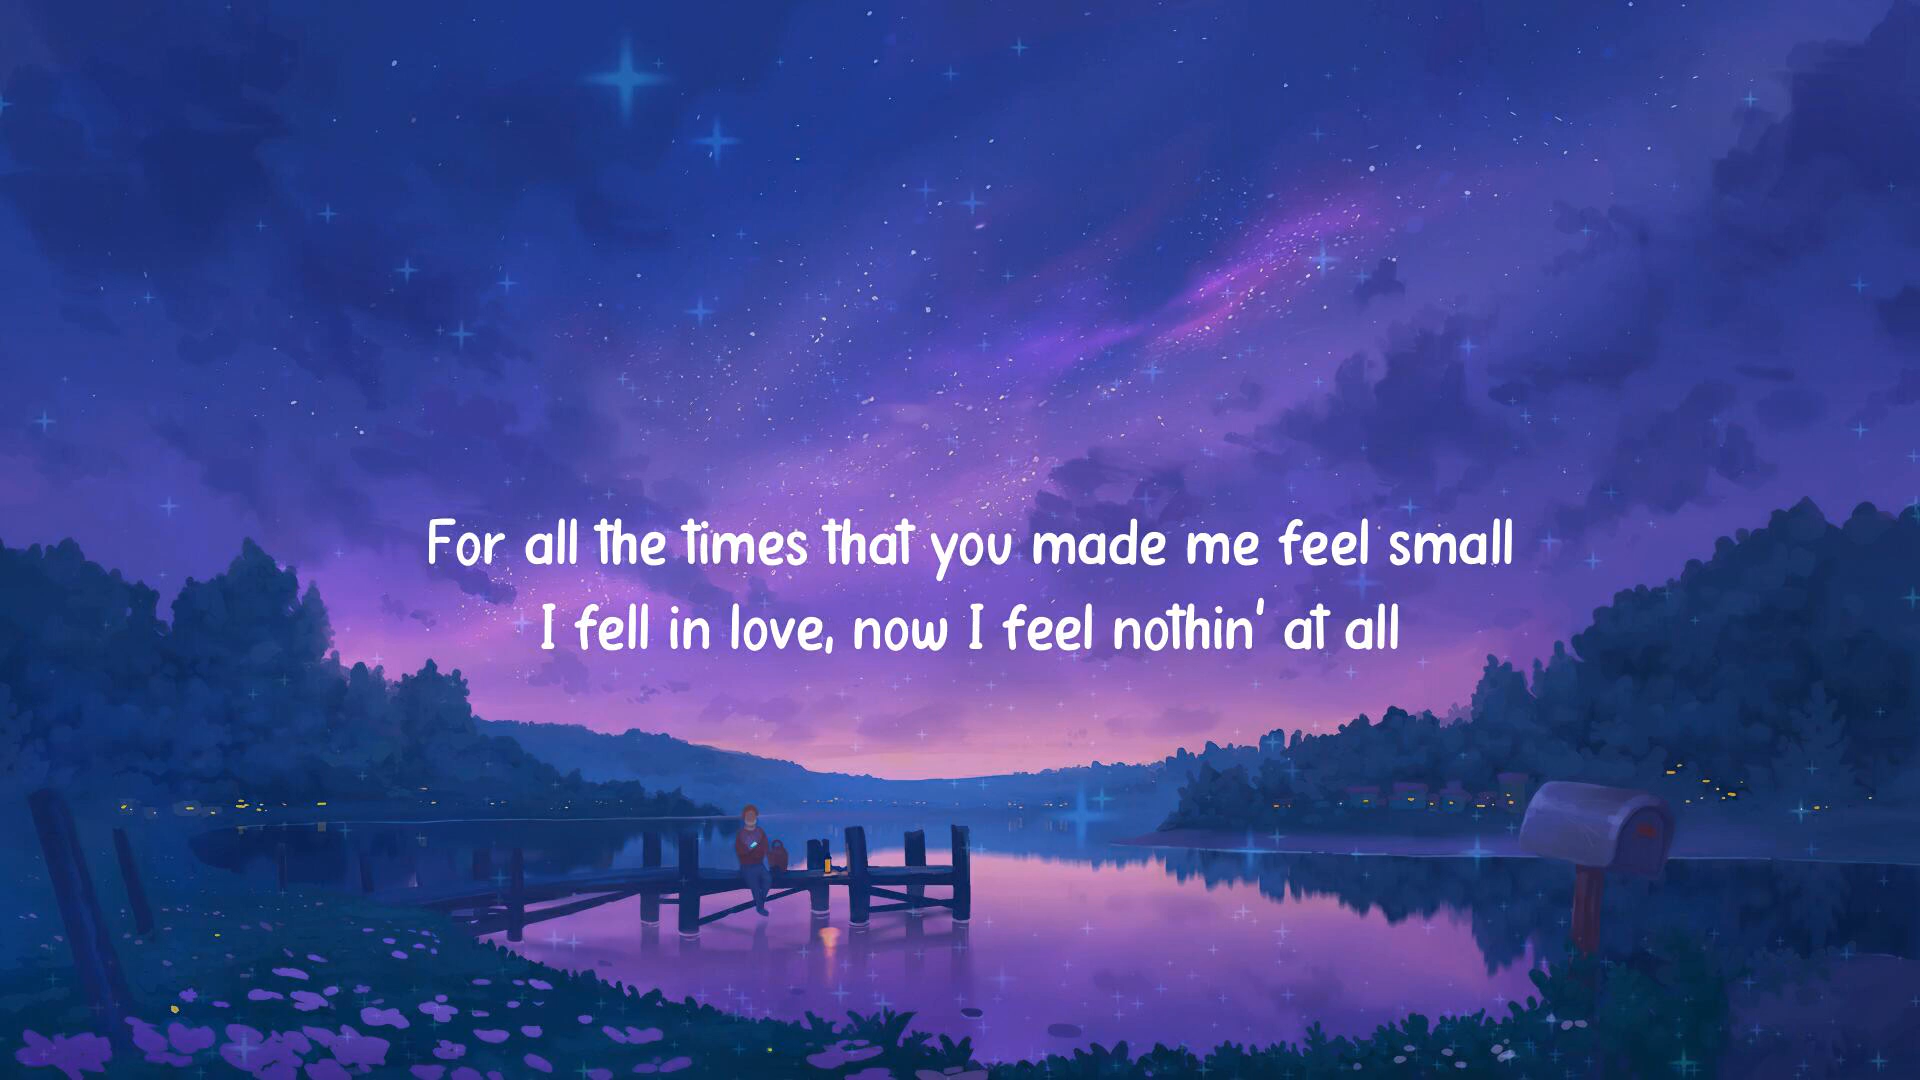 For all the times that you made me feel small
I fell in love, now I feel nothin' at all